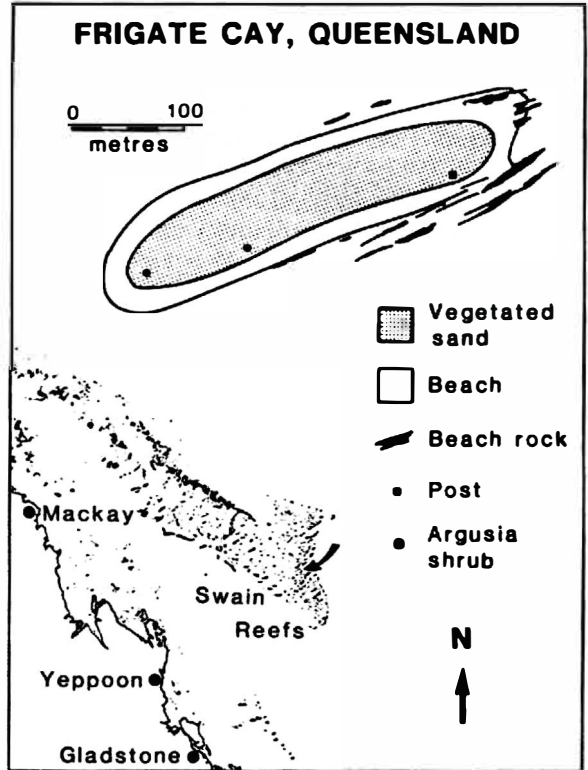 FRIGATE CAY, QUEENSLAND
0 100
metres
Vegetated
sand
Beach
Beach rock
Post
Argusia
shrub
Mackay
Swain
Reefs
N
Yeppoon
Gladstone